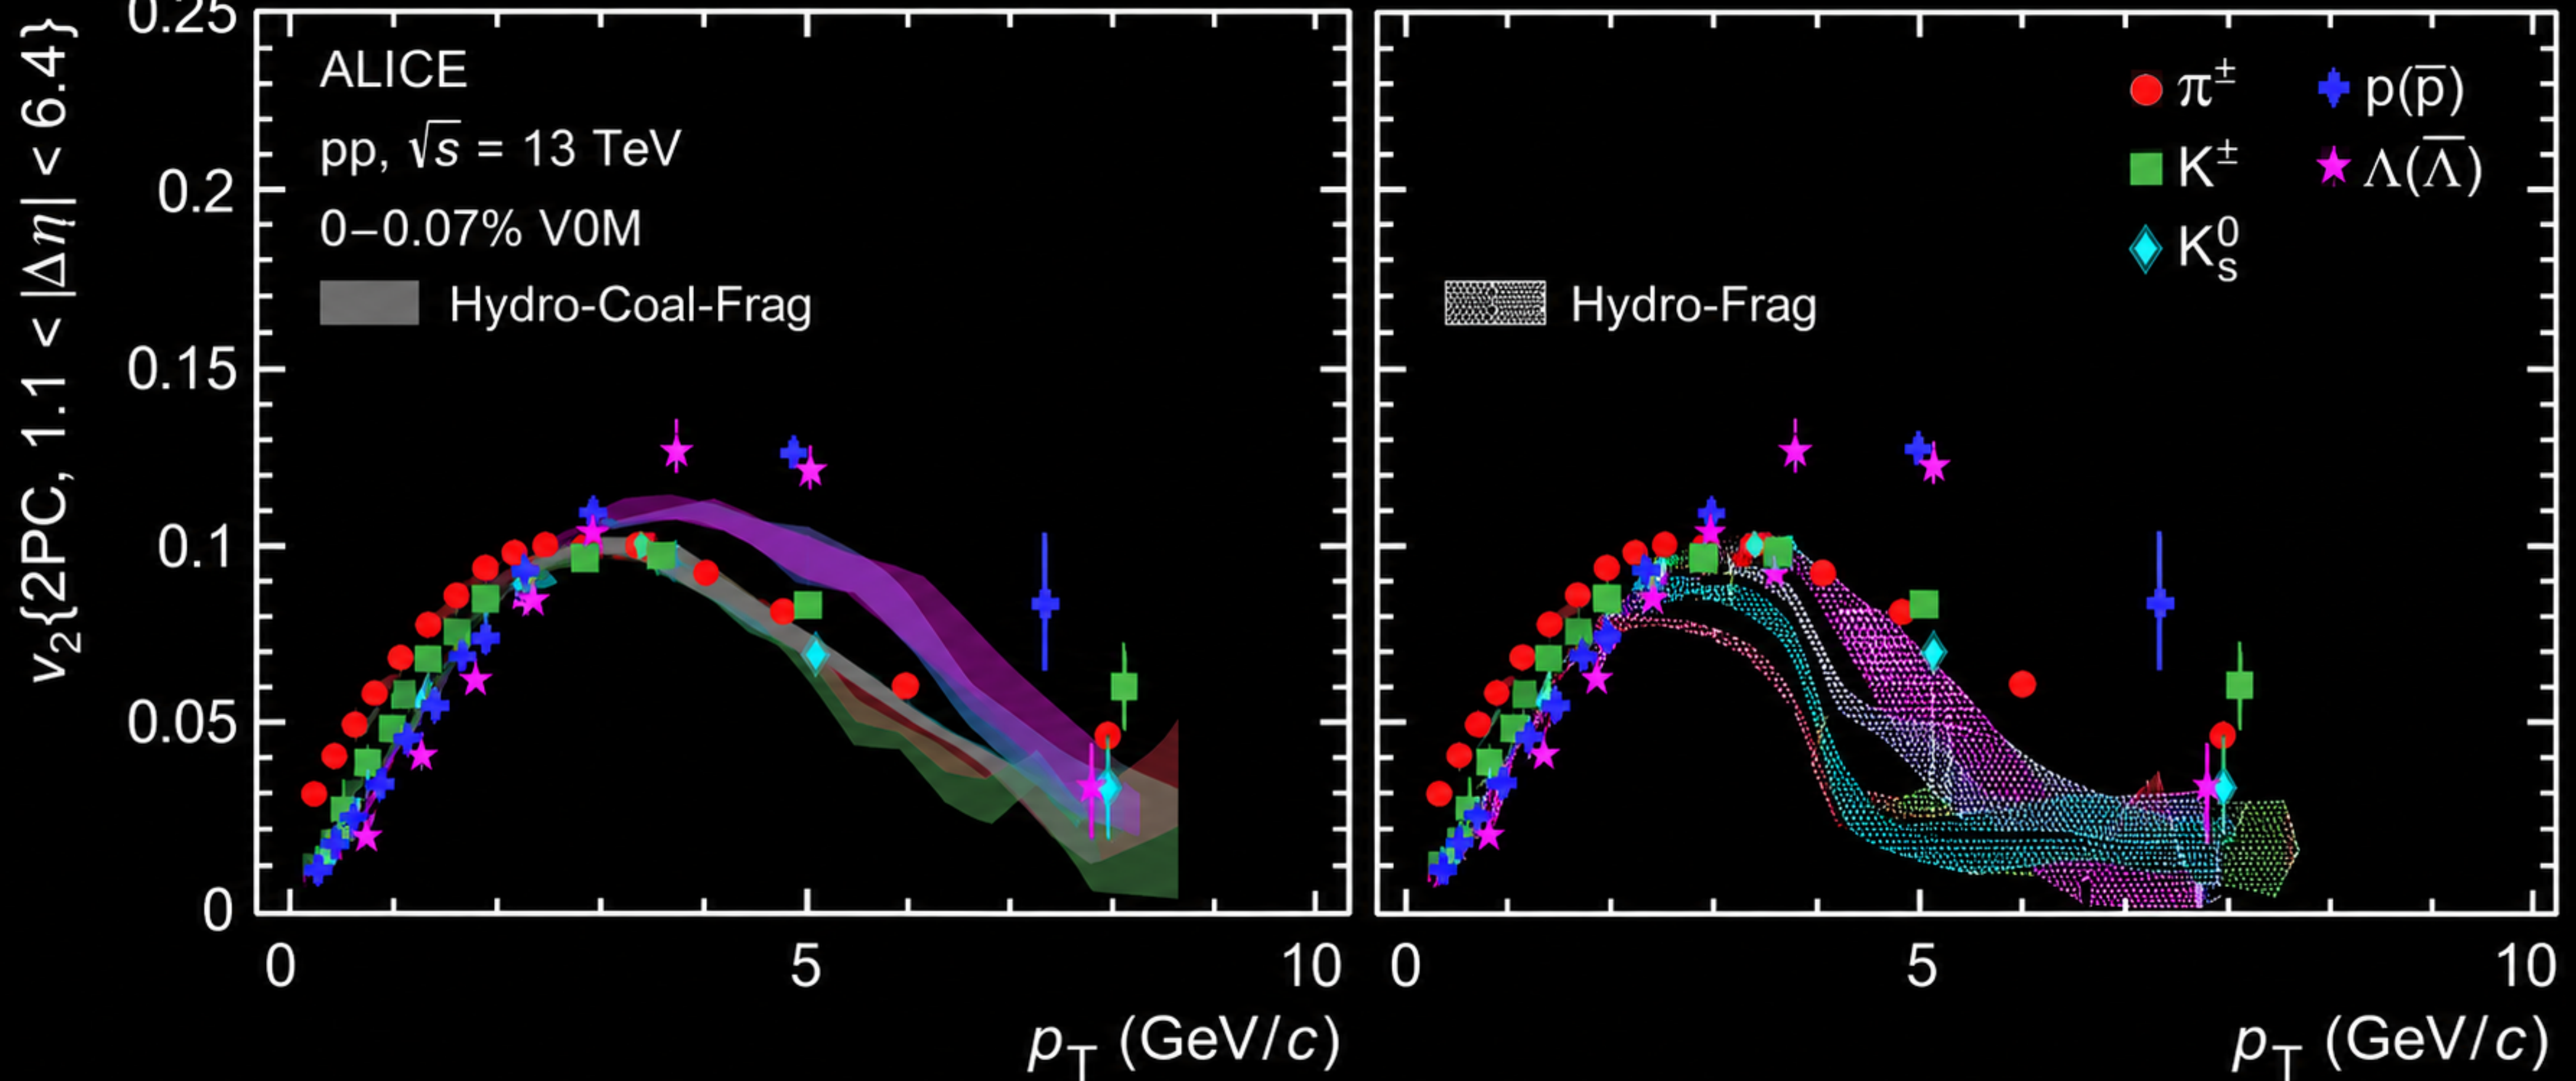 v₂{2PC, 1.1 < |Δη| < 6.4}
0.25
0.2
0.15
0.1
0.05
0
ALICE
pp, √s = 13 TeV
0−0.07% V0M
Hydro-Coal-Frag
0 5 10
p_T (GeV/c)
π± p(p̅)
K± Λ(Λ̅)
K⁰ₛ
Hydro-Frag
0 5 10
p_T (GeV/c)